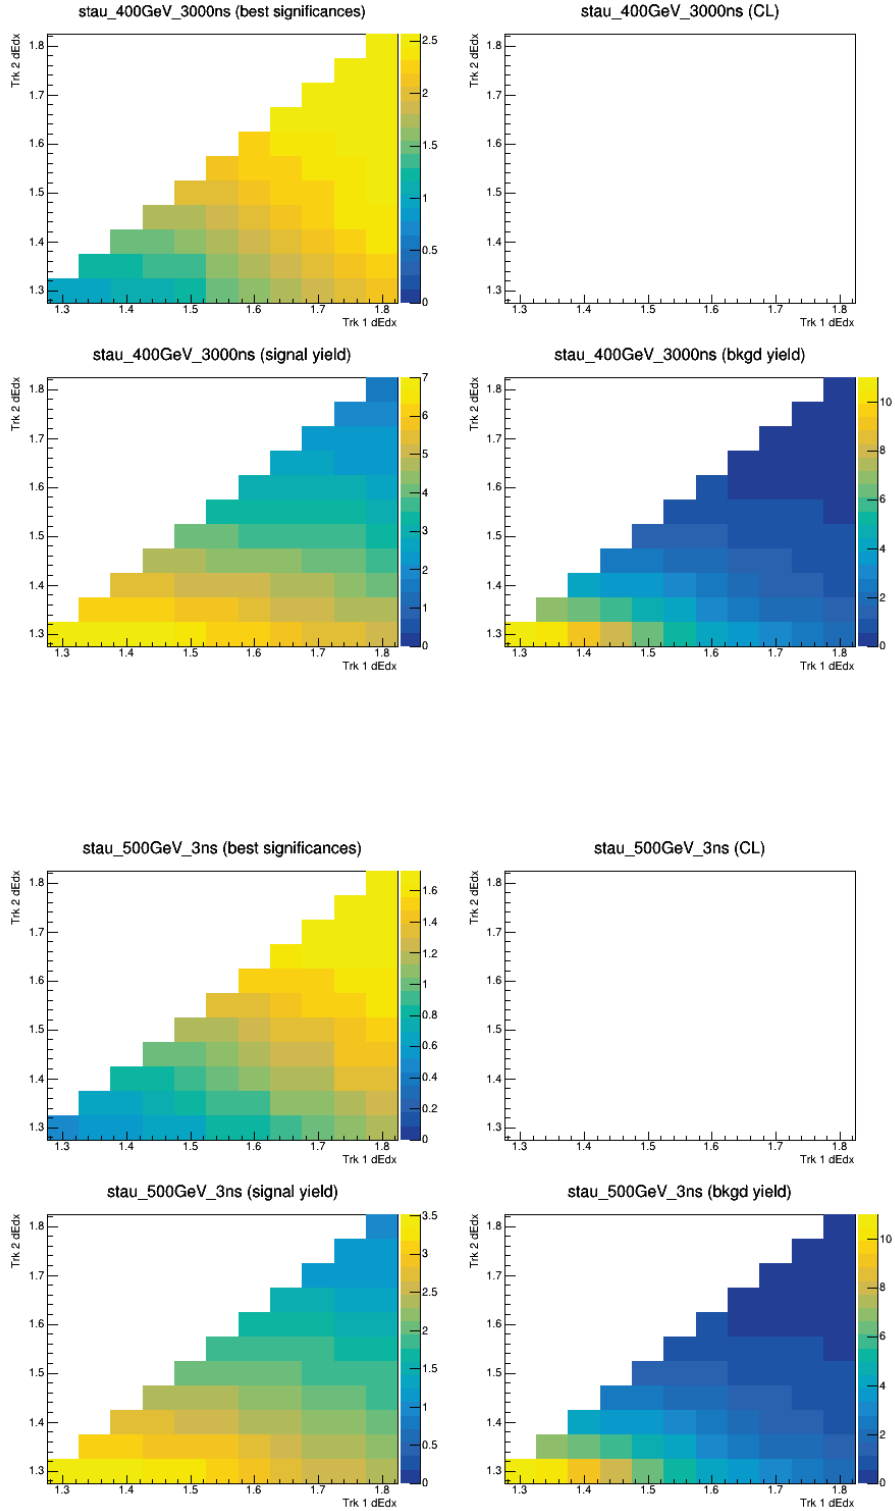 stau_400GeV_3000ns (best significances)
Trk 2 dEdx
1.8
1.7
1.6
1.5
1.4
1.3
1.3 1.4 1.5 1.6 1.7 1.8
Trk 1 dEdx
2.5
2
1.5
1
0.5
0
stau_400GeV_3000ns (CL)
Trk 2 dEdx
1.8
1.7
1.6
1.5
1.4
1.3
1.3 1.4 1.5 1.6 1.7 1.8
Trk 1 dEdx
stau_400GeV_3000ns (signal yield)
Trk 2 dEdx
1.8
1.7
1.6
1.5
1.4
1.3
1.3 1.4 1.5 1.6 1.7 1.8
Trk 1 dEdx
7
6
5
4
3
2
1
0
stau_400GeV_3000ns (bkgd yield)
Trk 2 dEdx
1.8
1.7
1.6
1.5
1.4
1.3
1.3 1.4 1.5 1.6 1.7 1.8
Trk 1 dEdx
10
8
6
4
2
0
stau_500GeV_3ns (best significances)
Trk 2 dEdx
1.8
1.7
1.6
1.5
1.4
1.3
1.3 1.4 1.5 1.6 1.7 1.8
Trk 1 dEdx
1.6
1.4
1.2
1
0.8
0.6
0.4
0.2
0
stau_500GeV_3ns (CL)
Trk 2 dEdx
1.8
1.7
1.6
1.5
1.4
1.3
1.3 1.4 1.5 1.6 1.7 1.8
Trk 1 dEdx
stau_500GeV_3ns (signal yield)
Trk 2 dEdx
1.8
1.7
1.6
1.5
1.4
1.3
1.3 1.4 1.5 1.6 1.7 1.8
Trk 1 dEdx
3.5
3
2.5
2
1.5
1
0.5
0
stau_500GeV_3ns (bkgd yield)
Trk 2 dEdx
1.8
1.7
1.6
1.5
1.4
1.3
1.3 1.4 1.5 1.6 1.7 1.8
Trk 1 dEdx
10
8
6
4
2
0